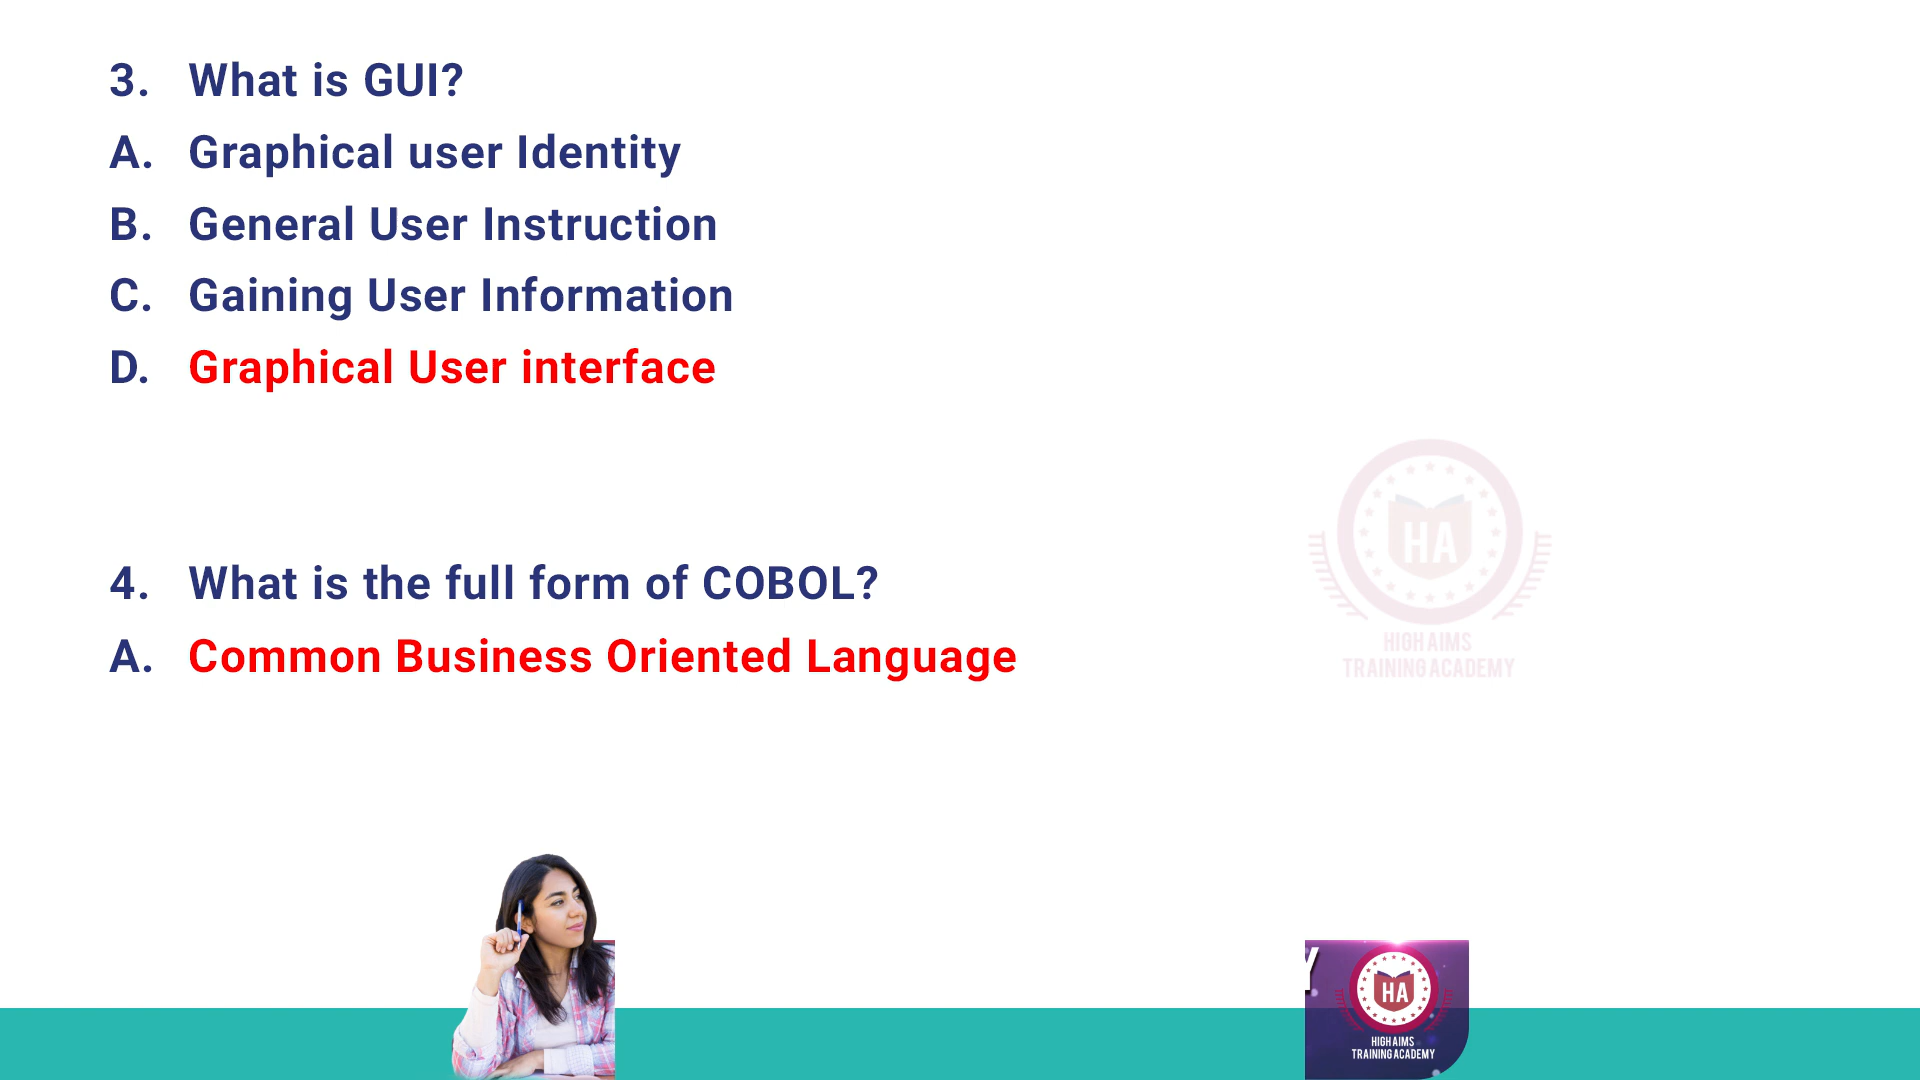 3. What is GUI?
A. Graphical user Identity
B. General User Instruction
C. Gaining User Information
D. Graphical User interface
HA
HIGH AIMS
TRAINING ACADEMY
4. What is the full form of COBOL?
A. Common Business Oriented Language
Y
HA
HIGH AIMS
TRAINING ACADEMY